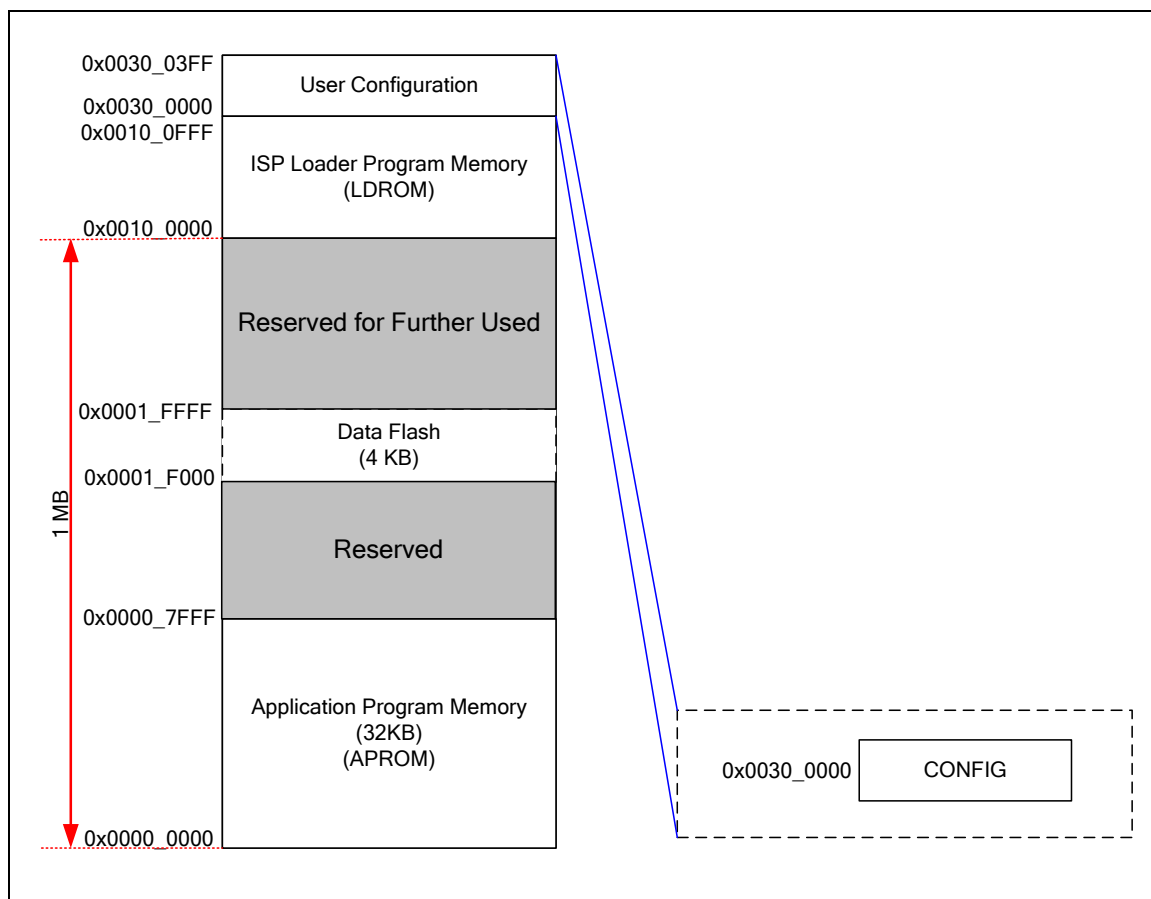 0x0030_03FF
User Configuration
0x0030_0000
0x0010_0FFF
ISP Loader Program Memory
(LDROM)
0x0010_0000
Reserved for Further Used
0x0001_FFFF
Data Flash
(4 KB)
0x0001_F000
1 MB
Reserved
0x0000_7FFF
Application Program Memory
(32KB)
(APROM)
0x0000_0000
0x0030_0000
CONFIG